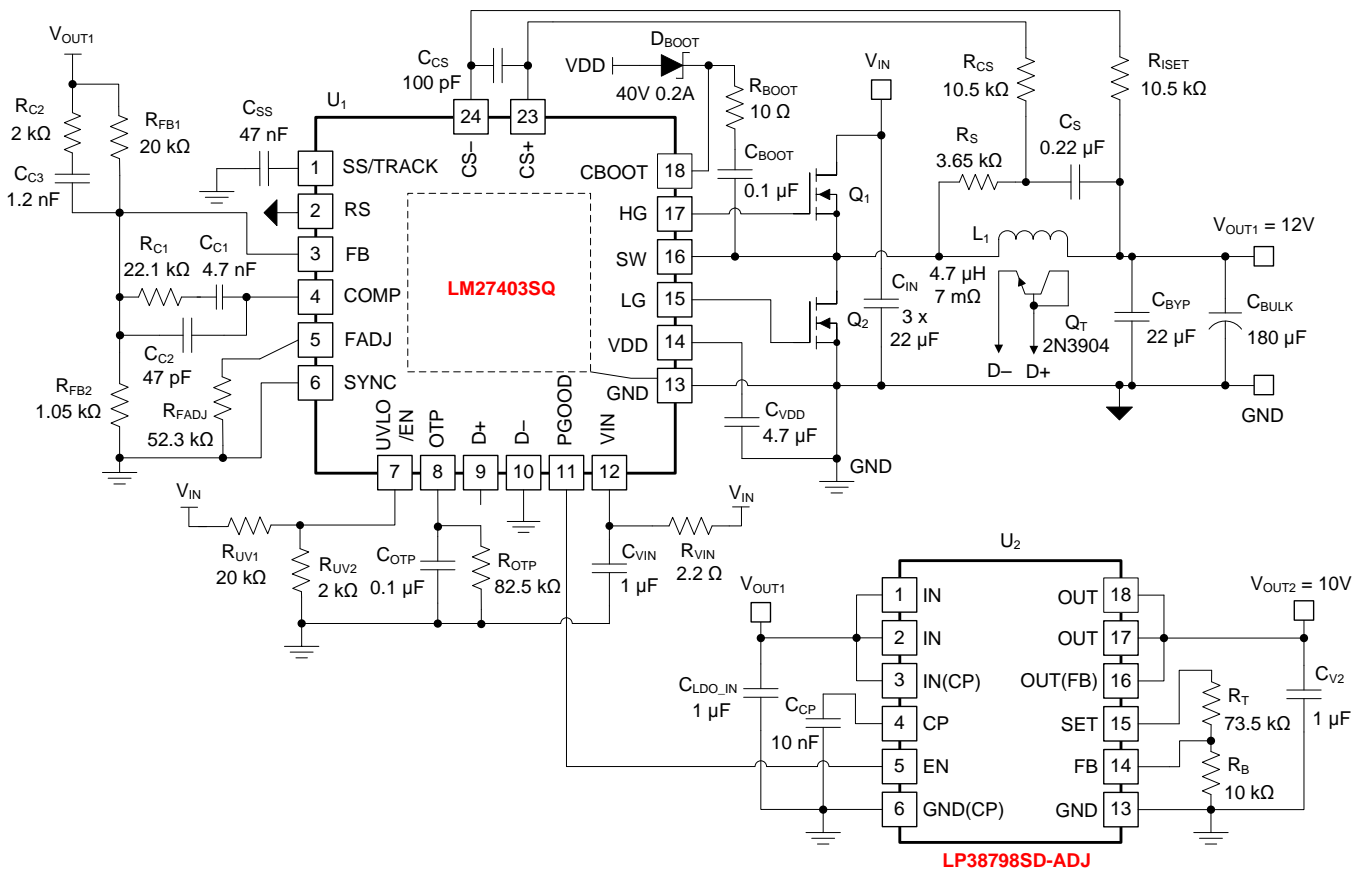 VOUT1
RC2
2 kΩ
RFB1
20 kΩ
CC3
1.2 nF
CSS
47 nF
U1
CCS
100 pF
VDD
DBOOT
40V 0.2A
RBOOT
10 Ω
CBOOT
0.1 µF
VIN
RCS
10.5 kΩ
RISET
10.5 kΩ
RS
3.65 kΩ
CS
0.22 µF
24
23
CS–
CS+
1
SS/TRACK
2
RS
3
FB
4
COMP
5
FADJ
6
SYNC
LM27403SQ
CBOOT
18
HG
17
SW
16
LG
15
VDD
14
GND
13
Q1
Q2
CIN
3 x
22 µF
L1
4.7 µH
7 mΩ
QT
2N3904
D–
D+
VOUT1 = 12V
CBYP
22 µF
CBULK
180 µF
GND
RC1
22.1 kΩ
CC1
4.7 nF
CC2
47 pF
RFB2
1.05 kΩ
RFADJ
52.3 kΩ
UVLO
/EN
OTP
D+
D–
PGOOD
VIN
7
8
9
10
11
12
CVDD
4.7 µF
GND
VIN
RUV1
20 kΩ
RUV2
2 kΩ
COTP
0.1 µF
ROTP
82.5 kΩ
CVIN
1 µF
RVIN
2.2 Ω
VIN
U2
VOUT1
CLDO_IN
1 µF
CCP
10 nF
1
IN
2
IN
3
IN(CP)
4
CP
5
EN
6
GND(CP)
OUT
18
OUT
17
OUT(FB)
16
SET
15
FB
14
GND
13
VOUT2 = 10V
RT
73.5 kΩ
RB
10 kΩ
CV2
1 µF
LP38798SD-ADJ